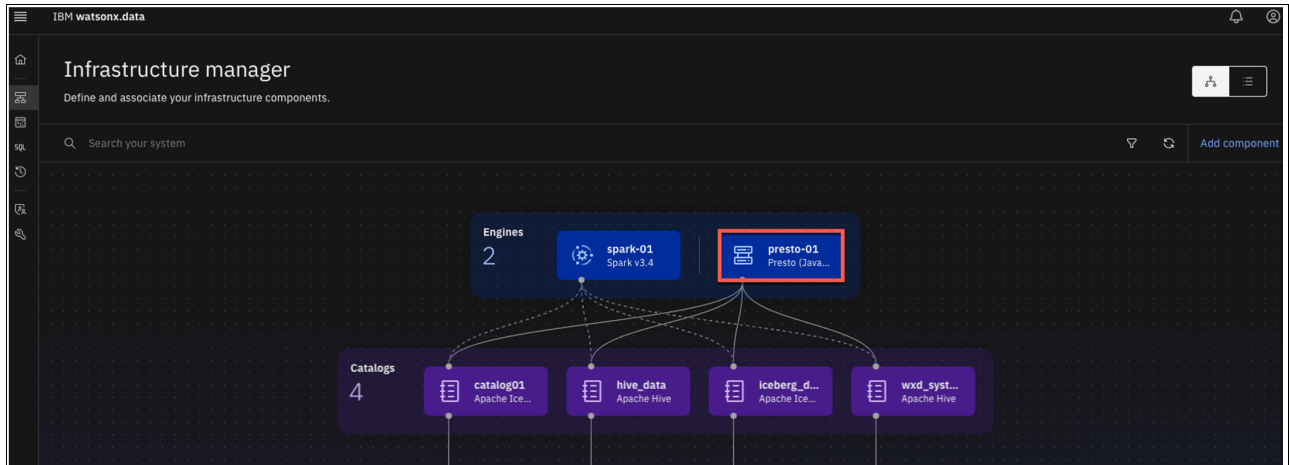 IBM watsonx.data
Infrastructure manager
Define and associate your infrastructure components.
Search your system
Add component
SQL
Engines
2
spark-01
Spark v3.4
presto-01
Presto (Java...
Catalogs
4
catalog01
Apache Ice...
hive_data
Apache Hive
iceberg_d...
Apache Ice...
wxd_syst...
Apache Hive